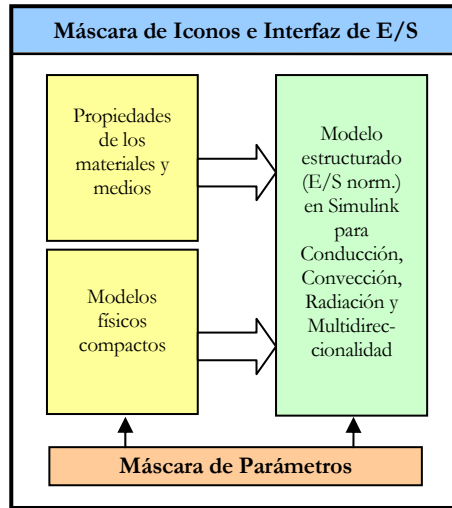 Máscara de Iconos e Interfaz de E/S
Propiedades
de los
materiales y
medios
Modelos
físicos
compactos
Modelo
estructurado
(E/S norm.)
en Simulink
para
Conducción,
Convección,
Radiación y
Multidirec-
cionalidad
Máscara de Parámetros